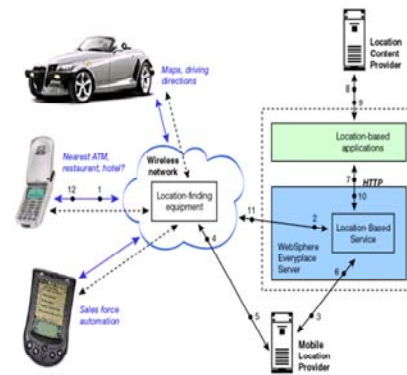 Maps, driving
directions
Location
Content
Provider
8
9
Location-based
applications
Nearest ATM,
restaurant, hotel?
Wireless
network
Location-finding
equipment
7
HTTP
10
12
1
11
2
Location-Based
Service
WebSphere
Everyplace
Server
4
6
Sales force
automation
5
3
Mobile
Location
Provider